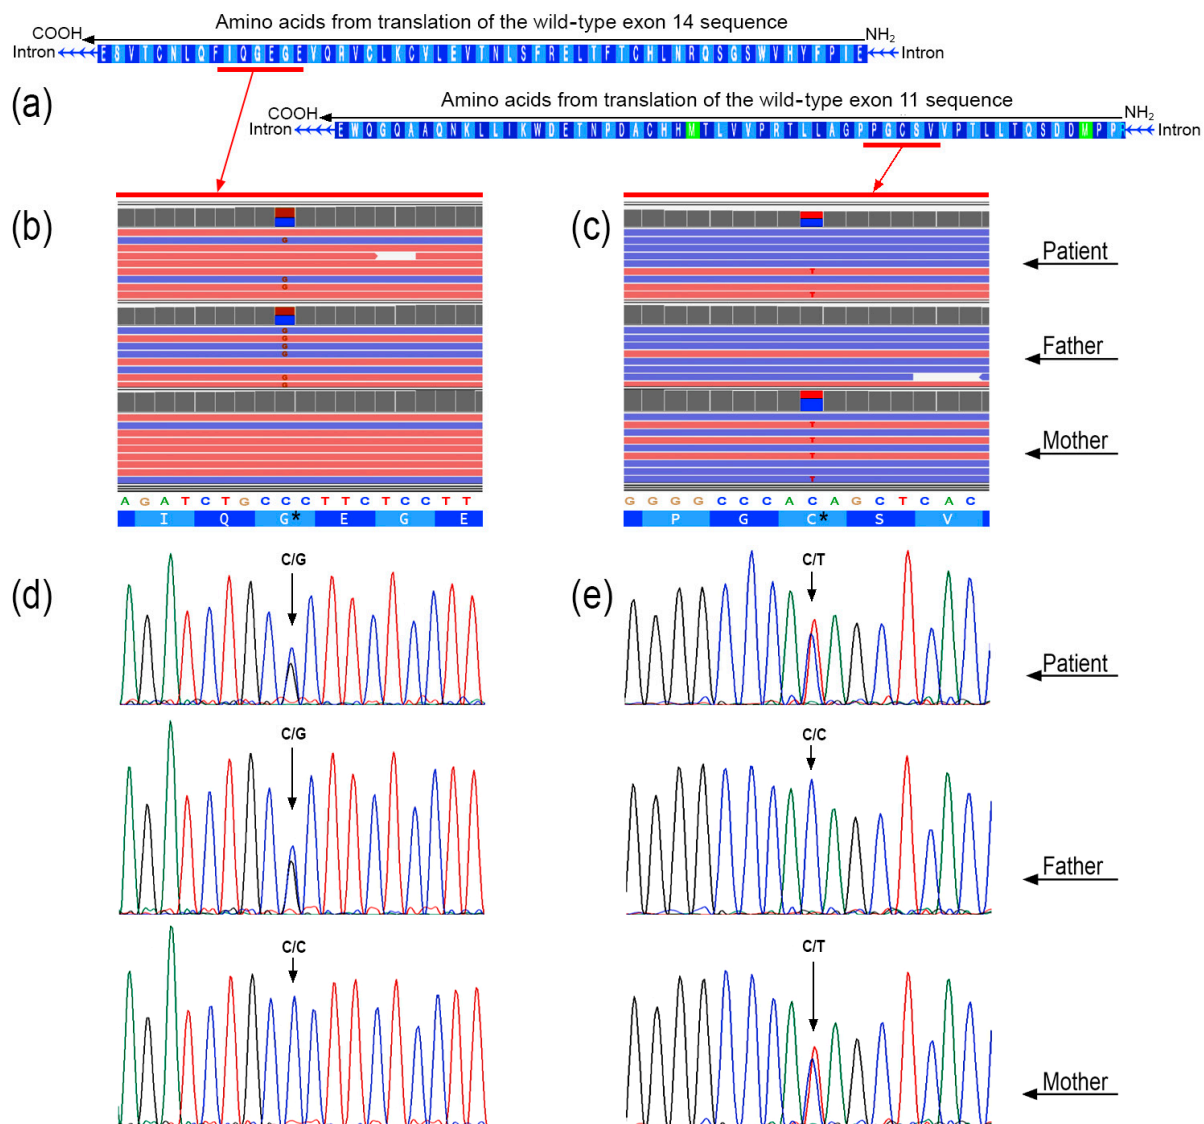 Amino acids from translation of the wild-type exon 14 sequence
COOH NH2
Intron E S V T C N L Q F I Q G E G E V Q R V C L K C Y L E V T N L S F R E L T F T C H L N R Q S G S W V H Y F P I E Intron
(a)
Amino acids from translation of the wild-type exon 11 sequence
COOH NH2
Intron E W Q G Q A A Q N K L L I K W D E T N P D A C H H M T L V V P R T L L A G P P G C S V V P T L L T Q S D D M P P Intron
(b)
G
G
G
G
G
G
G
G
G
A G A T C T G C C C T T C T C C T T
I Q G* E G E
(c)
T
T
T
T
T
T
G G G G C C C A C A G C T C A C
P G C* S V
Patient
Father
Mother
(d)
C/G
C/G
C/C
(e)
C/T
C/C
C/T
Patient
Father
Mother